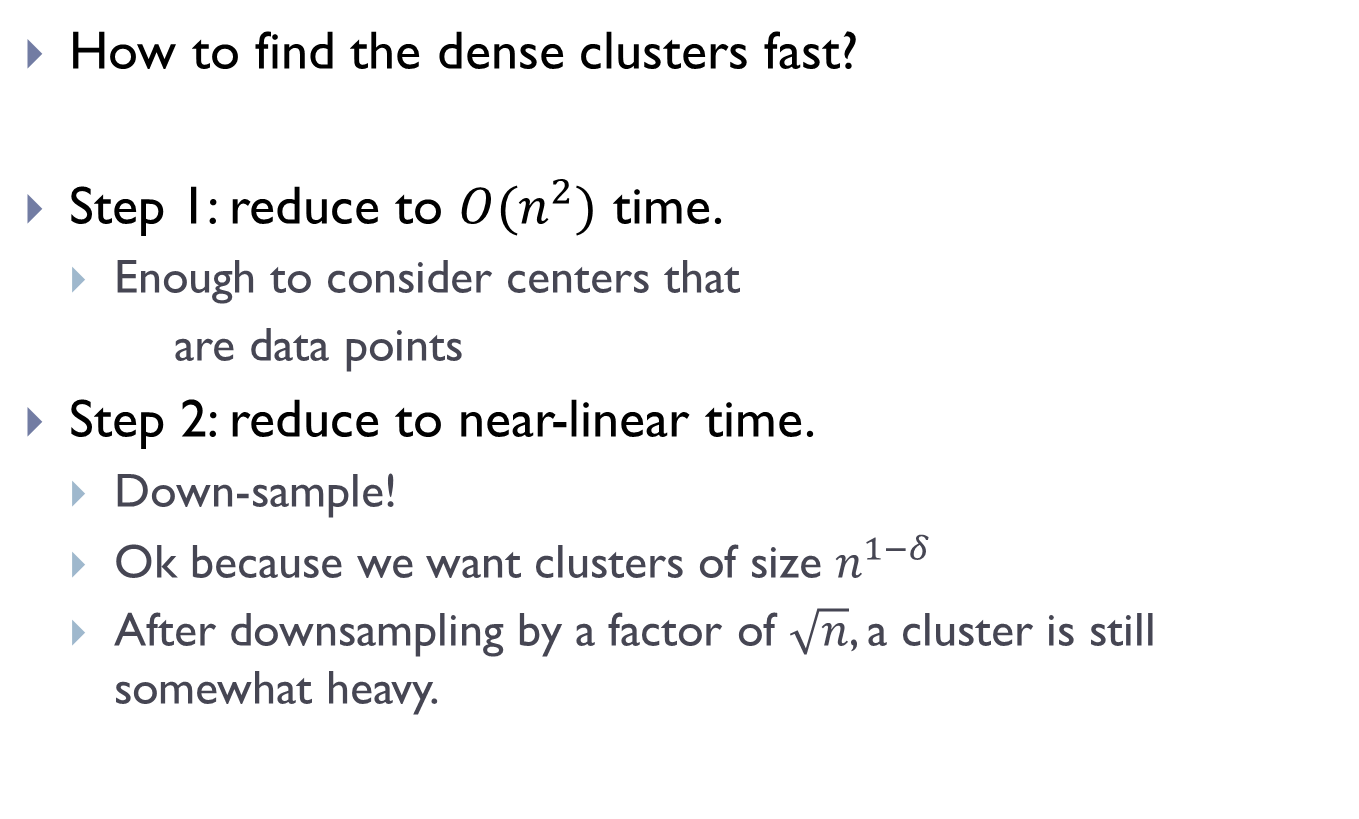 How to find the dense clusters fast?
Step 1: reduce to O(n²) time.
Enough to consider centers that
are data points
Step 2: reduce to near-linear time.
Down-sample!
Ok because we want clusters of size n^{1−δ}
After downsampling by a factor of √n, a cluster is still
somewhat heavy.